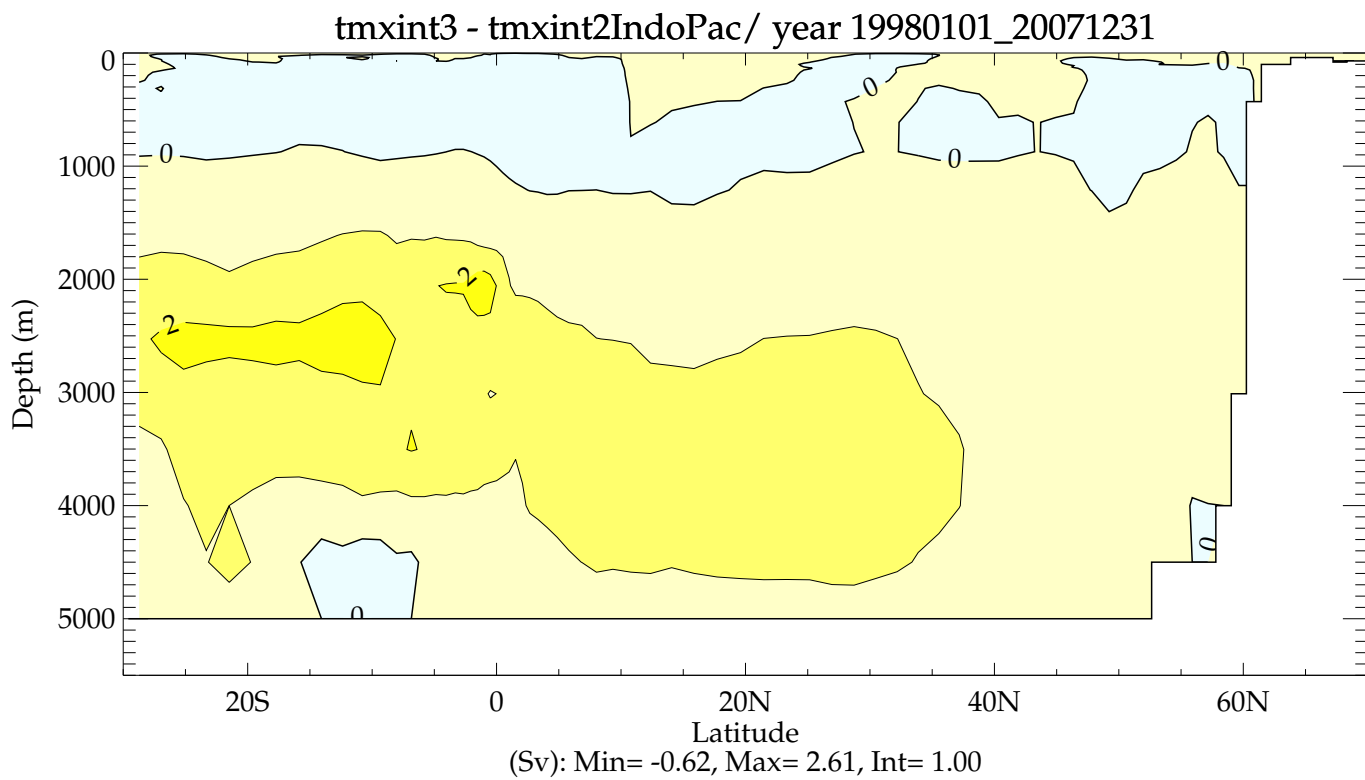 tmxint3 - tmxint2IndoPac/ year 19980101_20071231
0
0
0
0
0
1000
2000
2
2
3000
4000
0
5000
0
Depth (m)
20S
0
20N
40N
60N
Latitude
(Sv): Min= -0.62, Max= 2.61, Int= 1.00